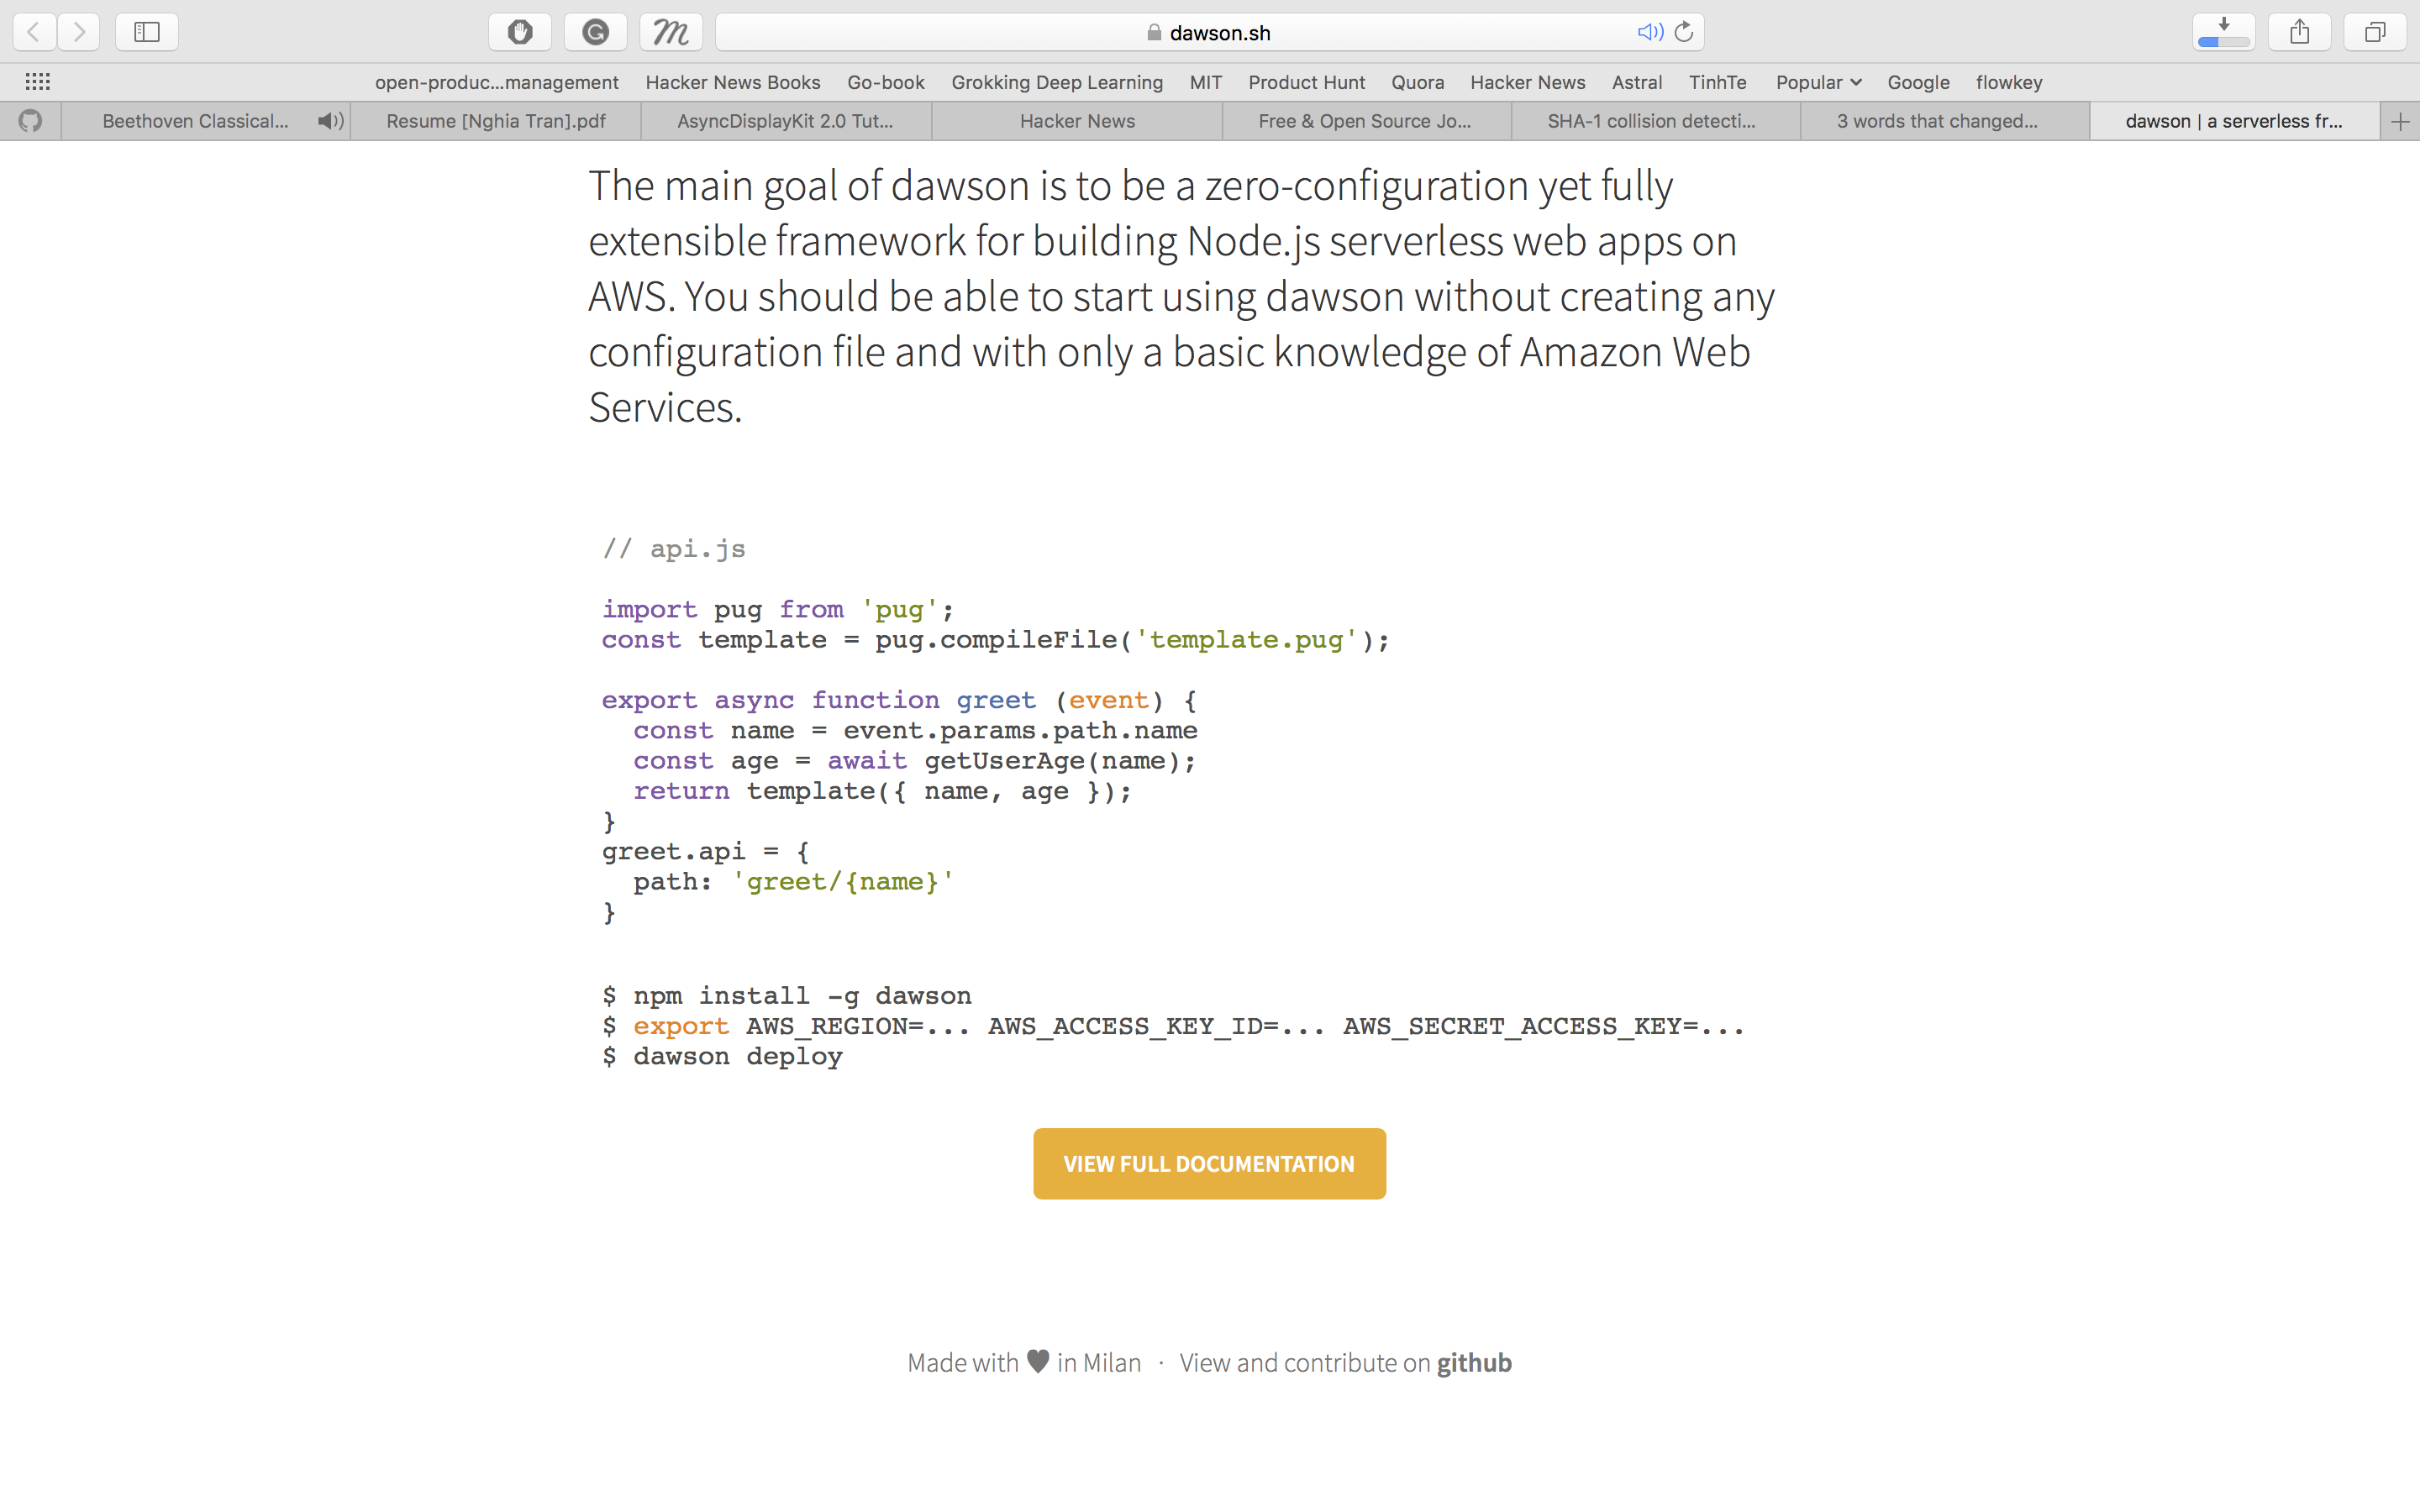 dawson.sh
open-produc...management Hacker News Books Go-book Grokking Deep Learning MIT Product Hunt Quora Hacker News Astral TinhTe Popular Google flowkey
Beethoven Classical... Resume [Nghia Tran].pdf AsyncDisplayKit 2.0 Tut... Hacker News Free & Open Source Jo... SHA-1 collision detecti... 3 words that changed... dawson | a serverless fr...
The main goal of dawson is to be a zero-configuration yet fully
extensible framework for building Node.js serverless web apps on
AWS. You should be able to start using dawson without creating any
configuration file and with only a basic knowledge of Amazon Web
Services.
// api.js
import pug from 'pug';
const template = pug.compileFile('template.pug');
export async function greet (event) {
  const name = event.params.path.name
  const age = await getUserAge(name);
  return template({ name, age });
}
greet.api = {
  path: 'greet/{name}'
}
$ npm install -g dawson
$ export AWS_REGION=... AWS_ACCESS_KEY_ID=... AWS_SECRET_ACCESS_KEY=...
$ dawson deploy
VIEW FULL DOCUMENTATION
Made with ♥ in Milan · View and contribute on github